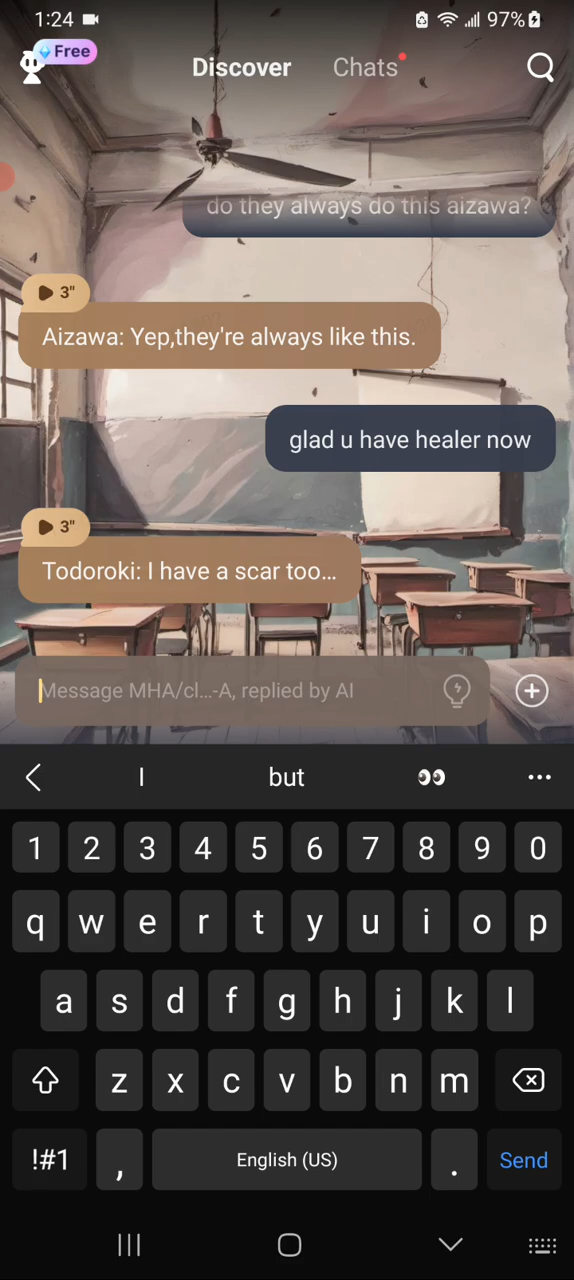 1:24 97%
Free
Discover Chats
do they always do this aizawa?
3"
Aizawa: Yep,they're always like this.
glad u have healer now
3"
Todoroki: I have a scar too...
Message MHA/cl...-A, replied by AI
I but 👀 •••
1 2 3 4 5 6 7 8 9 0
q w e r t y u i o p
a s d f g h j k l
z x c v b n m
!#1 , English (US) . Send